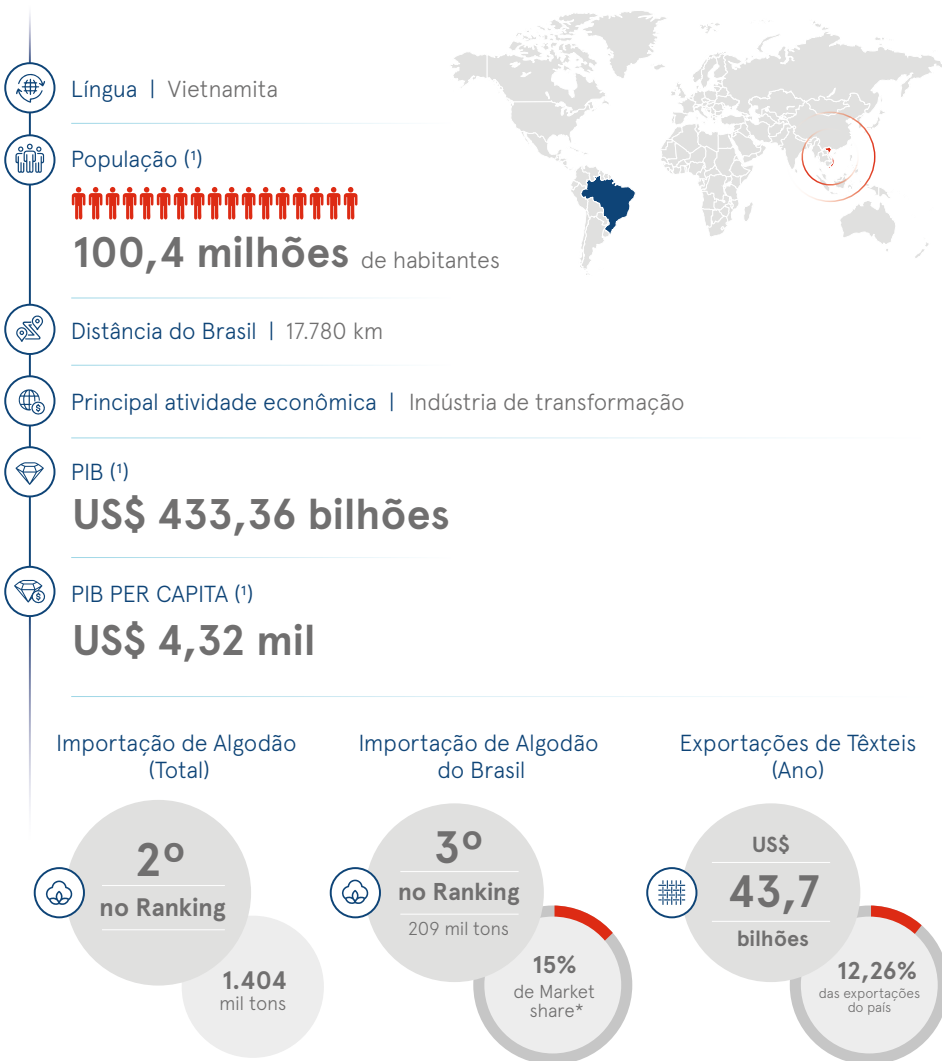 Língua | Vietnamita
População (¹)
100,4 milhões de habitantes
Distância do Brasil | 17.780 km
Principal atividade econômica | Indústria de transformação
PIB (¹)
US$ 433,36 bilhões
PIB PER CAPITA (¹)
US$ 4,32 mil
Importação de Algodão
(Total)
2º
no Ranking
1.404
mil tons
Importação de Algodão
do Brasil
3º
no Ranking
209 mil tons
15%
de Market
share*
Exportações de Têxteis
(Ano)
US$
43,7
bilhões
12,26%
das exportações
do país